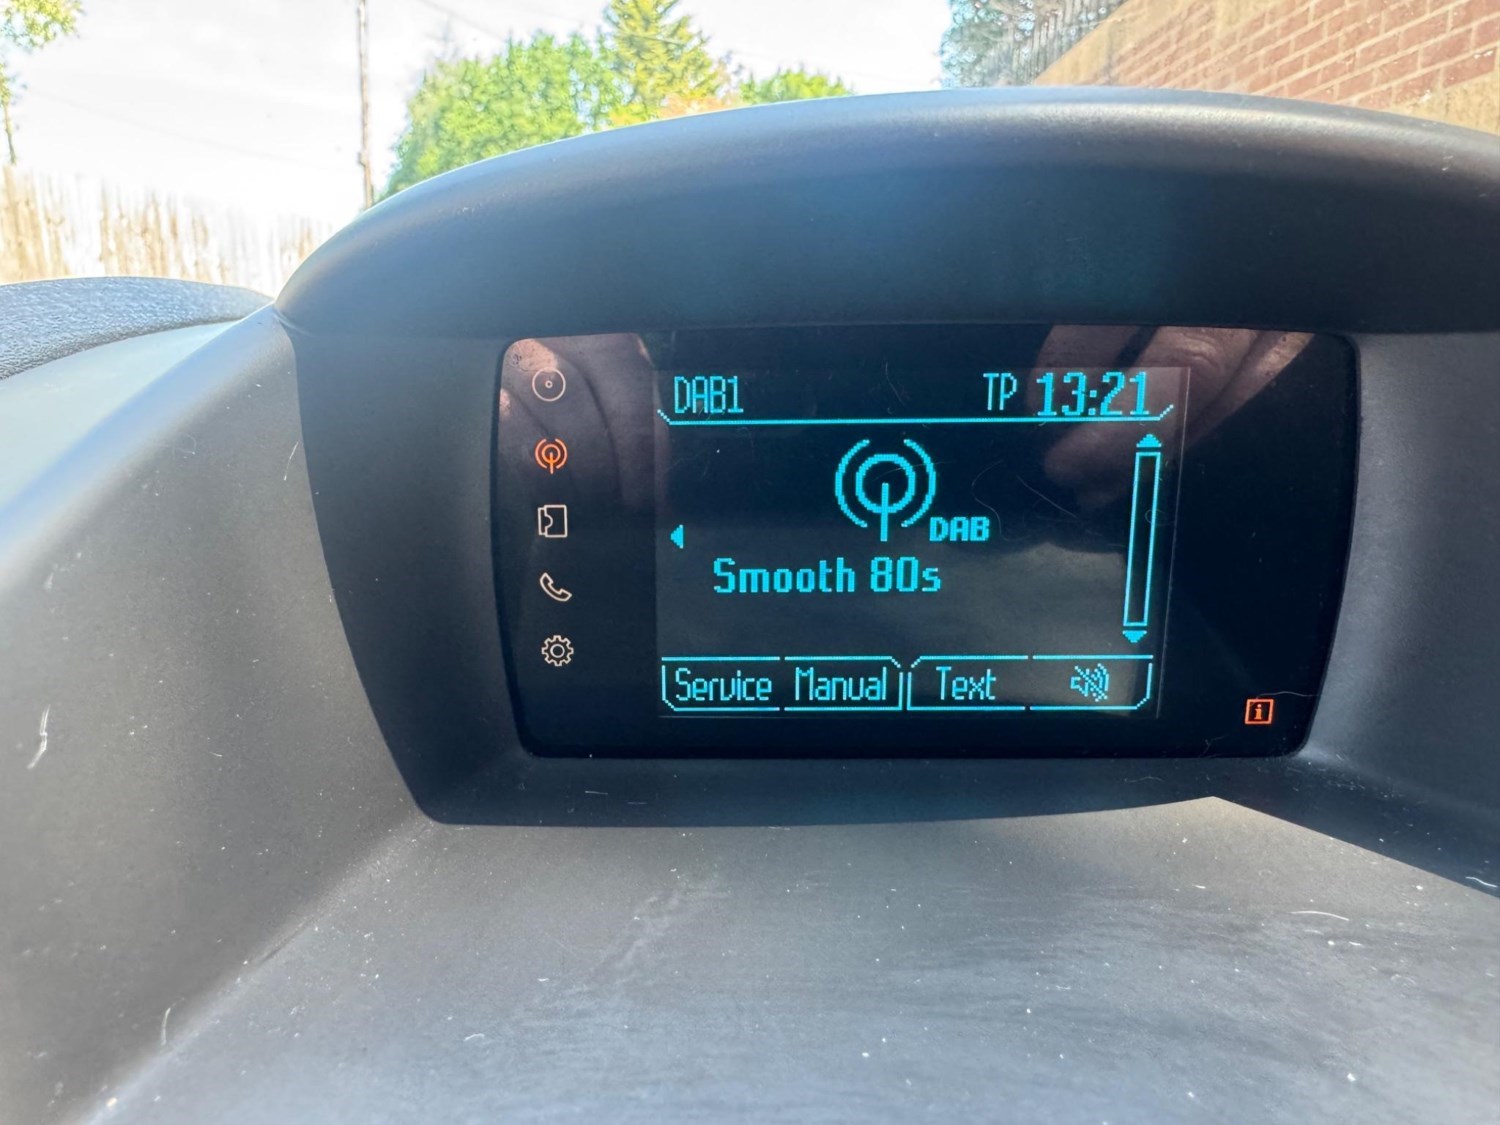 DAB1 TP 13:21
DAB
Smooth 80s
Service Manual Text
i